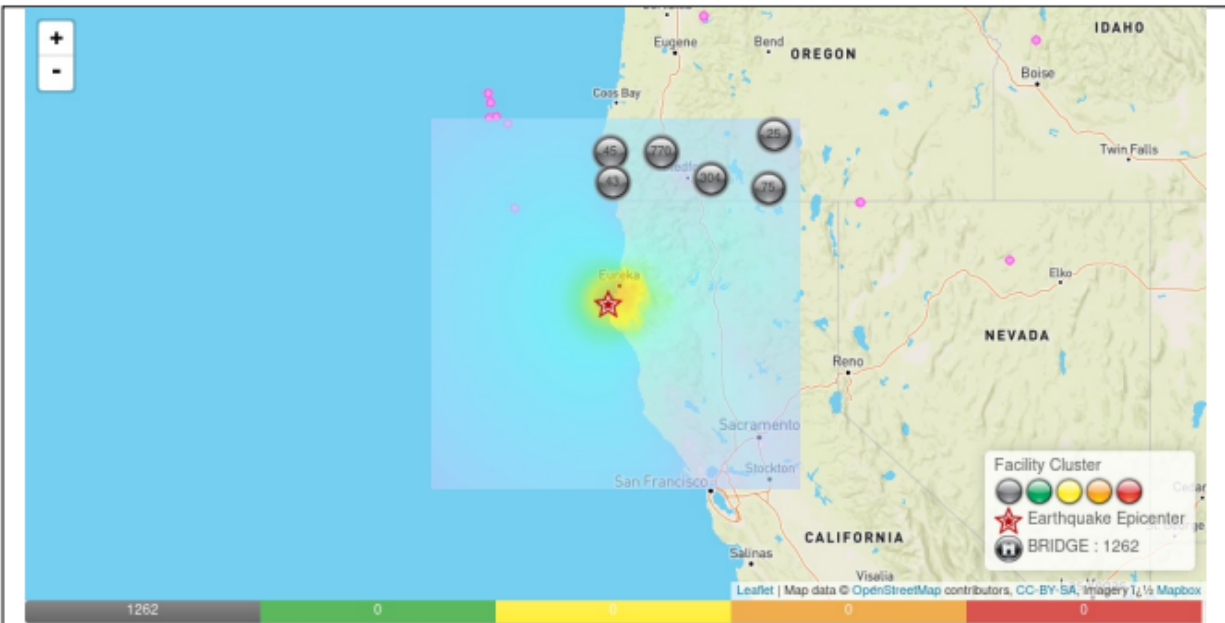 +
-
Eugene
Bend
OREGON
IDAHO
Boise
Coos Bay
Twin Falls
45
770
25
43
304
75
Eureka
Elko
NEVADA
Reno
Sacramento
Stockton
San Francisco
CALIFORNIA
Salinas
Visalia
Facility Cluster
Earthquake Epicenter
BRIDGE : 1262
Leaflet | Map data © OpenStreetMap contributors, CC-BY-SA, Imagery ï¿½ Mapbox
1262
0
0
0
0